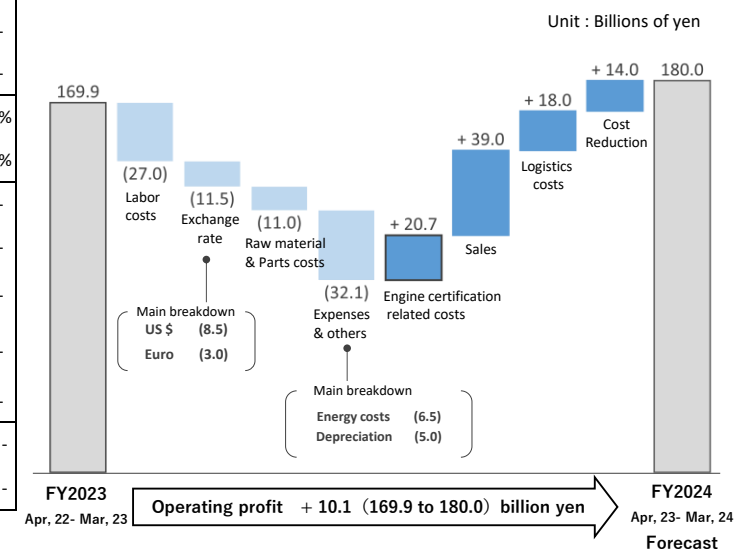 Unit : Billions of yen
%
%
169.9
(27.0)
Labor
costs
(11.5)
Exchange
rate
(11.0)
Raw material
& Parts costs
(32.1)
Expenses
& others
+ 20.7
Engine certification
related costs
+ 39.0
Sales
+ 18.0
Logistics
costs
+ 14.0
Cost
Reduction
180.0
Main breakdown
US $ (8.5)
Euro (3.0)
Main breakdown
Energy costs (6.5)
Depreciation (5.0)
FY2023
Apr, 22- Mar, 23
Operating profit + 10.1（169.9 to 180.0）billion yen
FY2024
Apr, 23- Mar, 24
Forecast